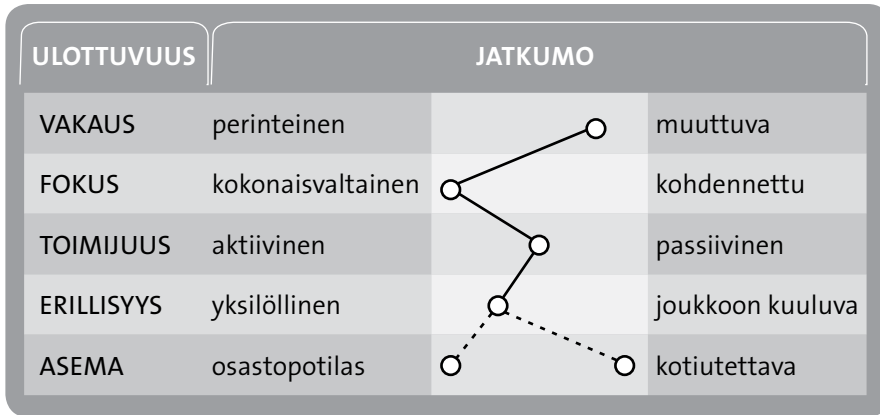 ULOTTUVUUS JATKUMO
VAKAUS perinteinen muuttuva
FOKUS kokonaisvaltainen kohdennettu
TOIMIJUUS aktiivinen passiivinen
ERILLISYYS yksilöllinen joukkoon kuuluva
ASEMA osastopotilas kotiutettava